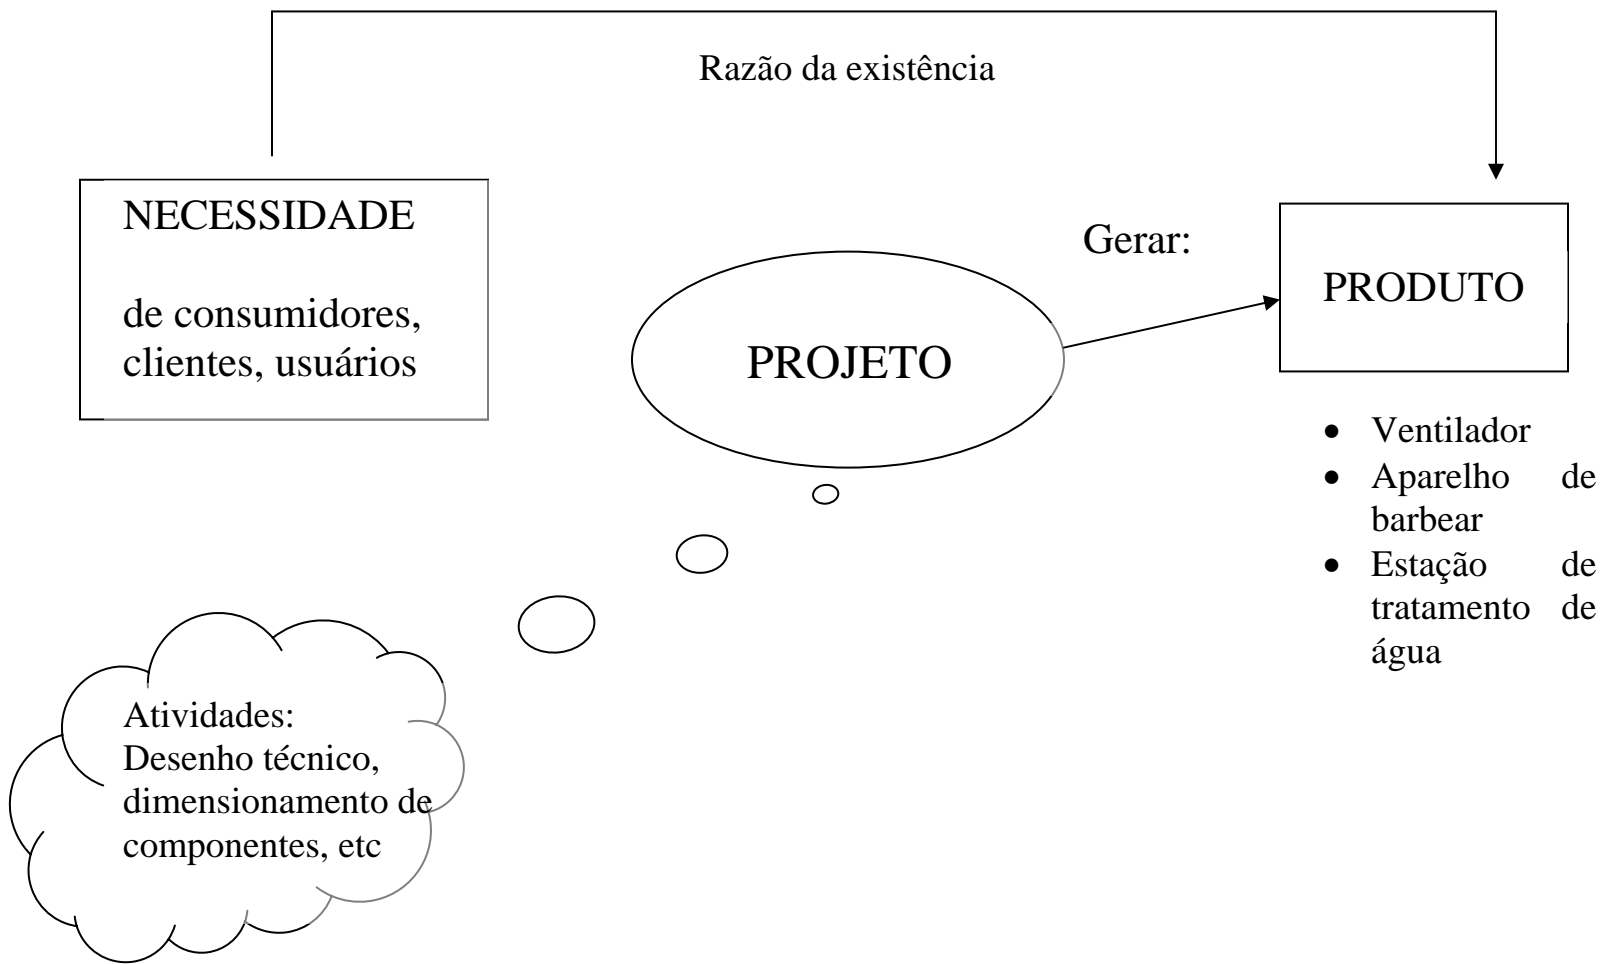 Razão da existência
NECESSIDADE
de consumidores,
clientes, usuários
Gerar:
PROJETO
PRODUTO
• Ventilador
• Aparelho de
barbear
• Estação de
tratamento de
água
Atividades:
Desenho técnico,
dimensionamento de
componentes, etc